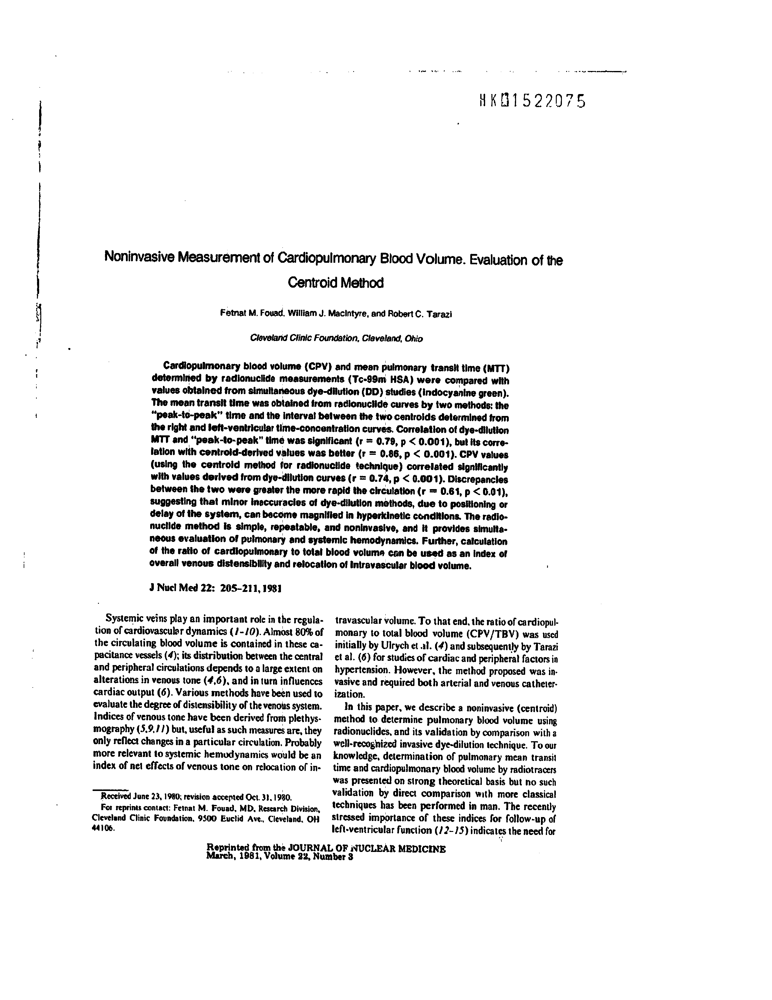 HK01522075
Noninvasive Measurement of Cardiopulmonary Blood Volume. Evaluation of the
Centroid Method
Fetnat M. Fouad, William J. MacIntyre, and Robert C. Tarazi
Cleveland Clinic Foundation, Cleveland, Ohio
Cardiopulmonary blood volume (CPV) and mean pulmonary transit time (MTT)
determined by radionuclide measurements (Tc-99m HSA) were compared with
values obtained from simultaneous dye-dilution (DD) studies (indocyanine green).
The mean transit time was obtained from radionuclide curves by two methods: the
"peak-to-peak" time and the interval between the two centroids determined from
the right and left-ventricular time-concentration curves. Correlation of dye-dilution
MTT and "peak-to-peak" time was significant (r = 0.79, p < 0.001), but its corre-
lation with centroid-derived values was better (r = 0.86, p < 0.001). CPV values
(using the centroid method for radionuclide technique) correlated significantly
with values derived from dye-dilution curves (r = 0.74, p < 0.001). Discrepancies
between the two were greater the more rapid the circulation (r = 0.61, p < 0.01),
suggesting that minor inaccuracies of dye-dilution methods, due to positioning or
delay of the system, can become magnified in hyperkinetic conditions. The radio-
nuclide method is simple, repeatable, and noninvasive, and it provides simulta-
neous evaluation of pulmonary and systemic hemodynamics. Further, calculation
of the ratio of cardiopulmonary to total blood volume can be used as an index of
overall venous distensibility and relocation of intravascular blood volume.
J Nucl Med 22: 205–211, 1981
Systemic veins play an important role in the regula-
tion of cardiovascular dynamics (1-10). Almost 80% of
the circulating blood volume is contained in these ca-
pacitance vessels (4); its distribution between the central
and peripheral circulations depends to a large extent on
alterations in venous tone (4,6), and in turn influences
cardiac output (6). Various methods have been used to
evaluate the degree of distensibility of the venous system.
Indices of venous tone have been derived from plethys-
mography (5,9,11) but, useful as such measures are, they
only reflect changes in a particular circulation. Probably
more relevant to systemic hemodynamics would be an
index of net effects of venous tone on relocation of in-
Received June 23, 1980; revision accepted Oct. 31, 1980.
For reprints contact: Fetnat M. Fouad, MD, Research Division,
Cleveland Clinic Foundation, 9500 Euclid Ave., Cleveland, OH
44106.
travascular volume. To that end, the ratio of cardiopul-
monary to total blood volume (CPV/TBV) was used
initially by Ulrych et al. (4) and subsequently by Tarazi
et al. (6) for studies of cardiac and peripheral factors in
hypertension. However, the method proposed was in-
vasive and required both arterial and venous catheter-
ization.
In this paper, we describe a noninvasive (centroid)
method to determine pulmonary blood volume using
radionuclides, and its validation by comparison with a
well-recognized invasive dye-dilution technique. To our
knowledge, determination of pulmonary mean transit
time and cardiopulmonary blood volume by radiotracers
was presented on strong theoretical basis but no such
validation by direct comparison with more classical
techniques has been performed in man. The recently
stressed importance of these indices for follow-up of
left-ventricular function (12-15) indicates the need for
Reprinted from the JOURNAL OF NUCLEAR MEDICINE
March, 1981, Volume 22, Number 3